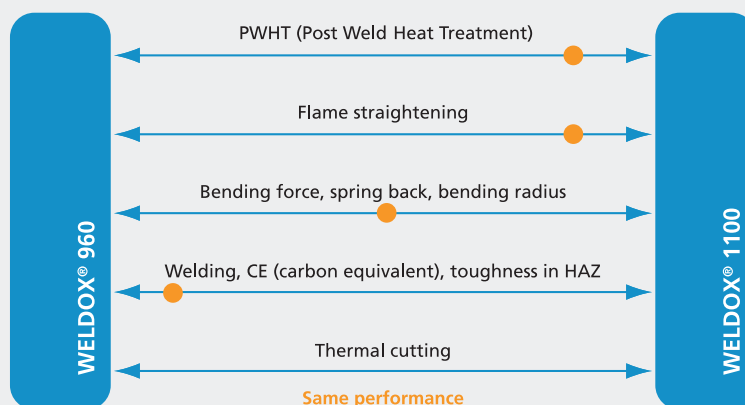 PWHT (Post Weld Heat Treatment)
Flame straightening
Bending force, spring back, bending radius
Welding, CE (carbon equivalent), toughness in HAZ
Thermal cutting
Same performance
WELDOX® 960
WELDOX® 1100